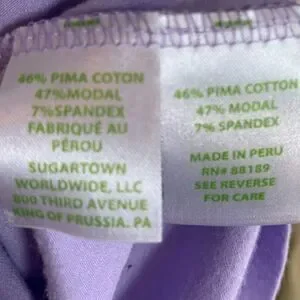 46% PIMA COTTON
47% MODAL
7% SPANDEX
FABRIQUÉ AU
PÉROU
SUGARTOWN
WORLDWIDE, LLC
800 THIRD AVENUE
KING OF PRUSSIA, PA
46% PIMA COTTON
47% MODAL
7% SPANDEX
MADE IN PERU
RN# 88189
SEE REVERSE
FOR CARE